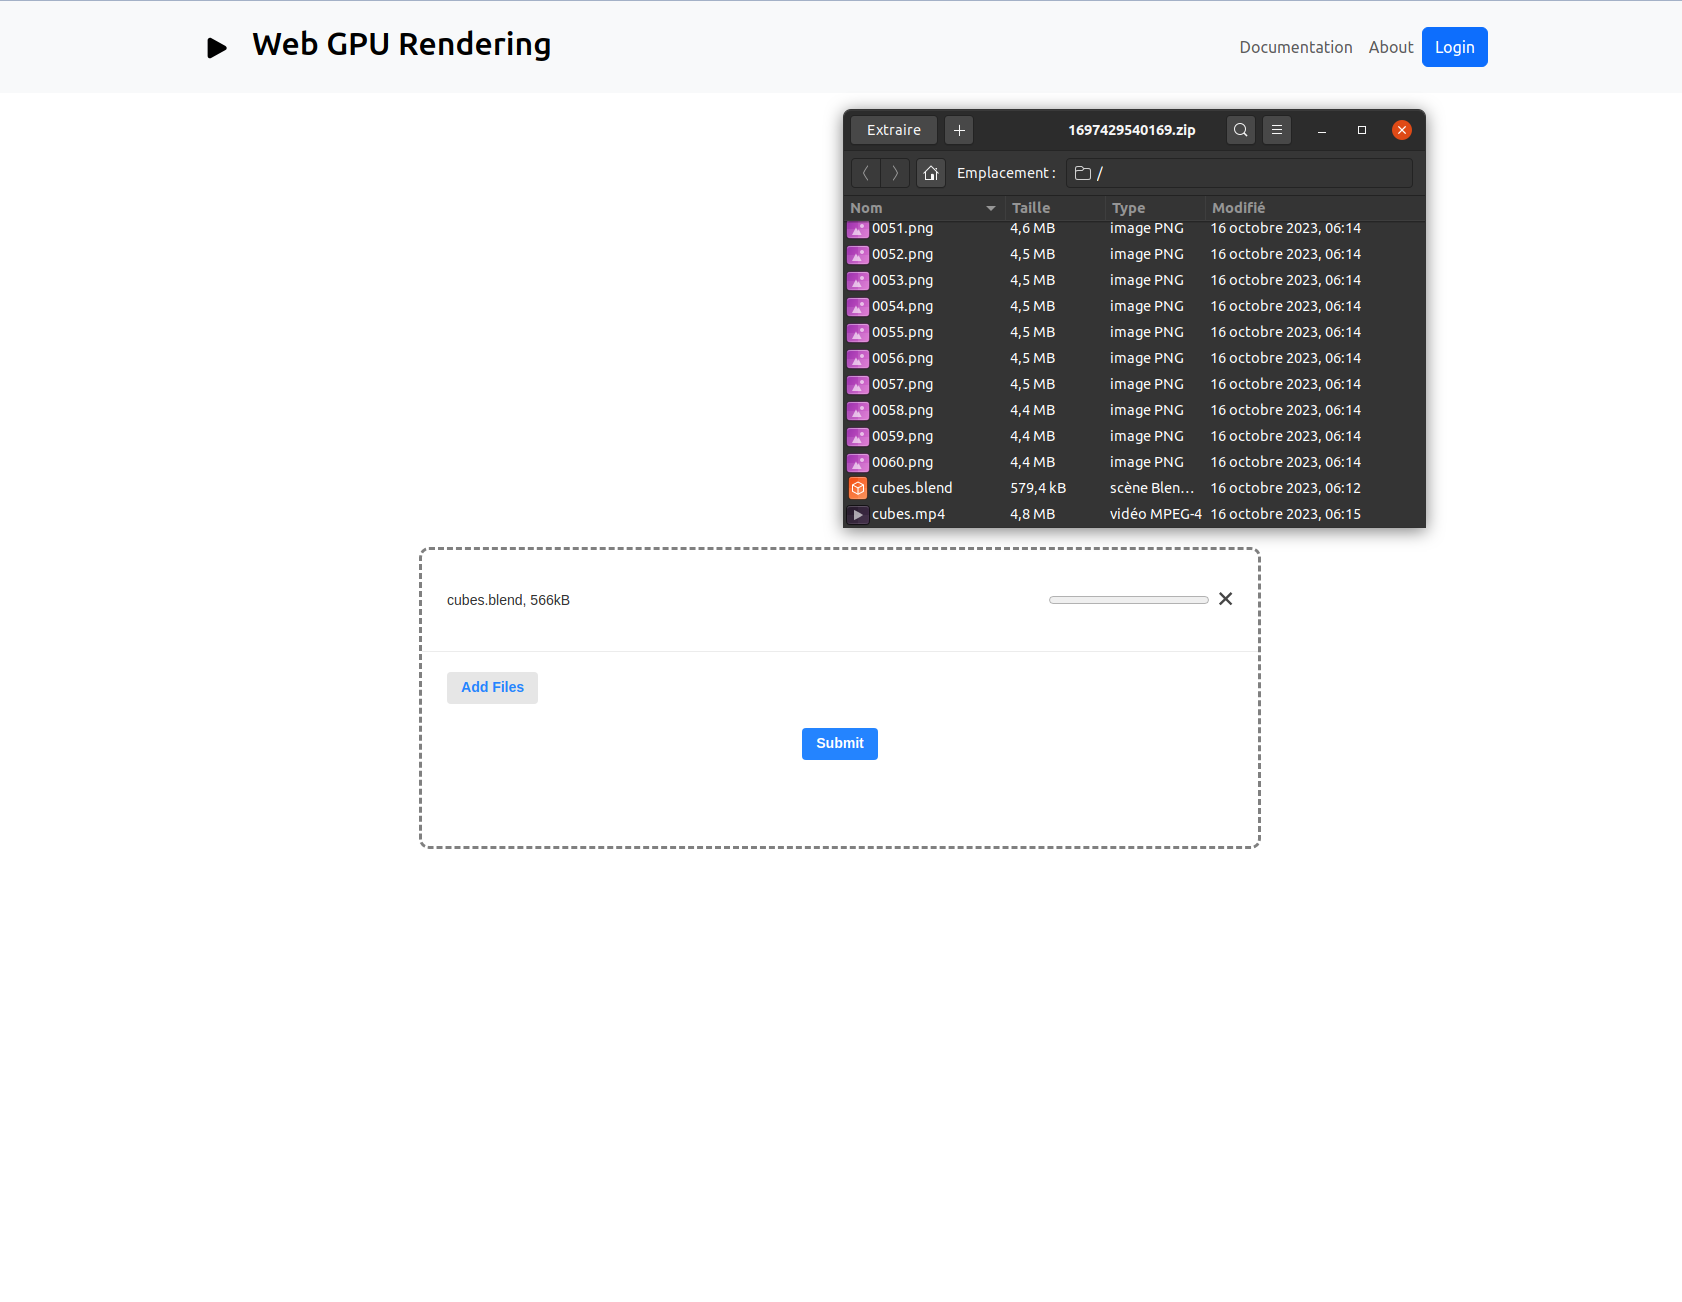 Web GPU Rendering
Documentation About Login
Extraire + 1697429540169.zip
Emplacement : /
Nom Taille Type Modifié
0051.png 4,6 MB image PNG 16 octobre 2023, 06:14
0052.png 4,5 MB image PNG 16 octobre 2023, 06:14
0053.png 4,5 MB image PNG 16 octobre 2023, 06:14
0054.png 4,5 MB image PNG 16 octobre 2023, 06:14
0055.png 4,5 MB image PNG 16 octobre 2023, 06:14
0056.png 4,5 MB image PNG 16 octobre 2023, 06:14
0057.png 4,5 MB image PNG 16 octobre 2023, 06:14
0058.png 4,4 MB image PNG 16 octobre 2023, 06:14
0059.png 4,4 MB image PNG 16 octobre 2023, 06:14
0060.png 4,4 MB image PNG 16 octobre 2023, 06:14
cubes.blend 579,4 kB scène Blen… 16 octobre 2023, 06:12
cubes.mp4 4,8 MB vidéo MPEG-4 16 octobre 2023, 06:15
cubes.blend, 566kB
Add Files
Submit